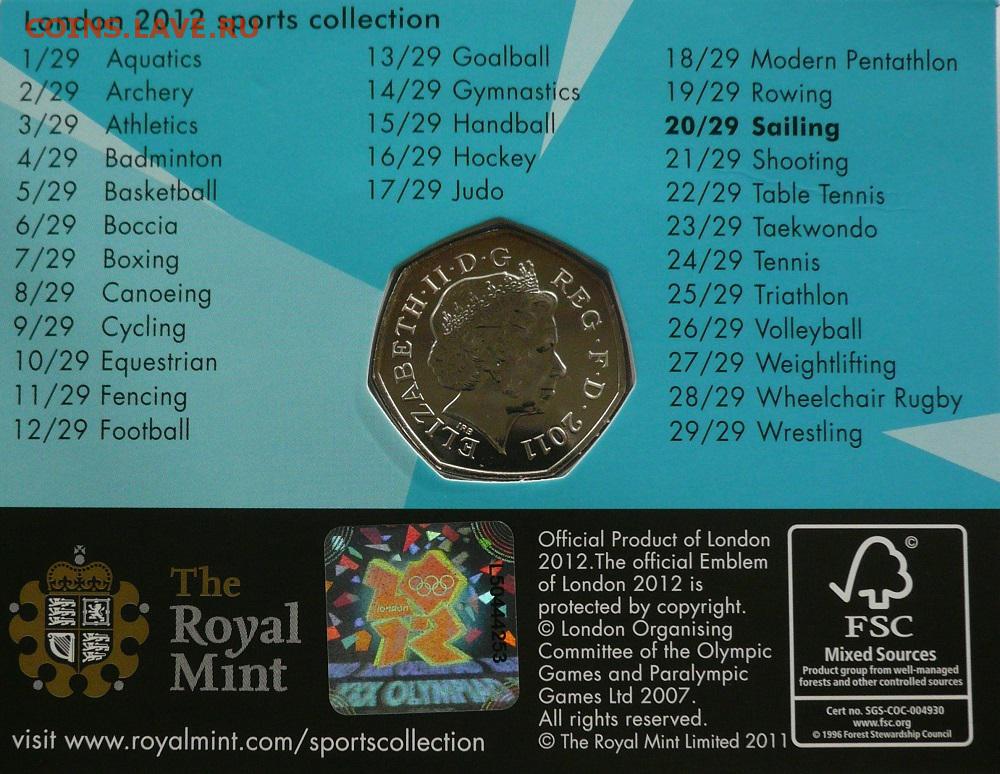 London 2012 sports collection
COINS.LAVE.RU
1/29 Aquatics
2/29 Archery
3/29 Athletics
4/29 Badminton
5/29 Basketball
6/29 Boccia
7/29 Boxing
8/29 Canoeing
9/29 Cycling
10/29 Equestrian
11/29 Fencing
12/29 Football
13/29 Goalball
14/29 Gymnastics
15/29 Handball
16/29 Hockey
17/29 Judo
18/29 Modern Pentathlon
19/29 Rowing
20/29 Sailing
21/29 Shooting
22/29 Table Tennis
23/29 Taekwondo
24/29 Tennis
25/29 Triathlon
26/29 Volleyball
27/29 Weightlifting
28/29 Wheelchair Rugby
29/29 Wrestling
ELIZABETH·II·D·G REG·F·D·2011
IRB
The
Royal
Mint
visit www.royalmint.com/sportscollection
london
L50444253
Official Product of London
2012.The official Emblem
of London 2012 is
protected by copyright.
© London Organising
Committee of the Olympic
Games and Paralympic
Games Ltd 2007.
All rights reserved.
© The Royal Mint Limited 2011
©
FSC
Mixed Sources
Product group from well-managed
forests and other controlled sources
Cert no. SGS-COC-004930
www.fsc.org
© 1996 Forest Stewardship Council